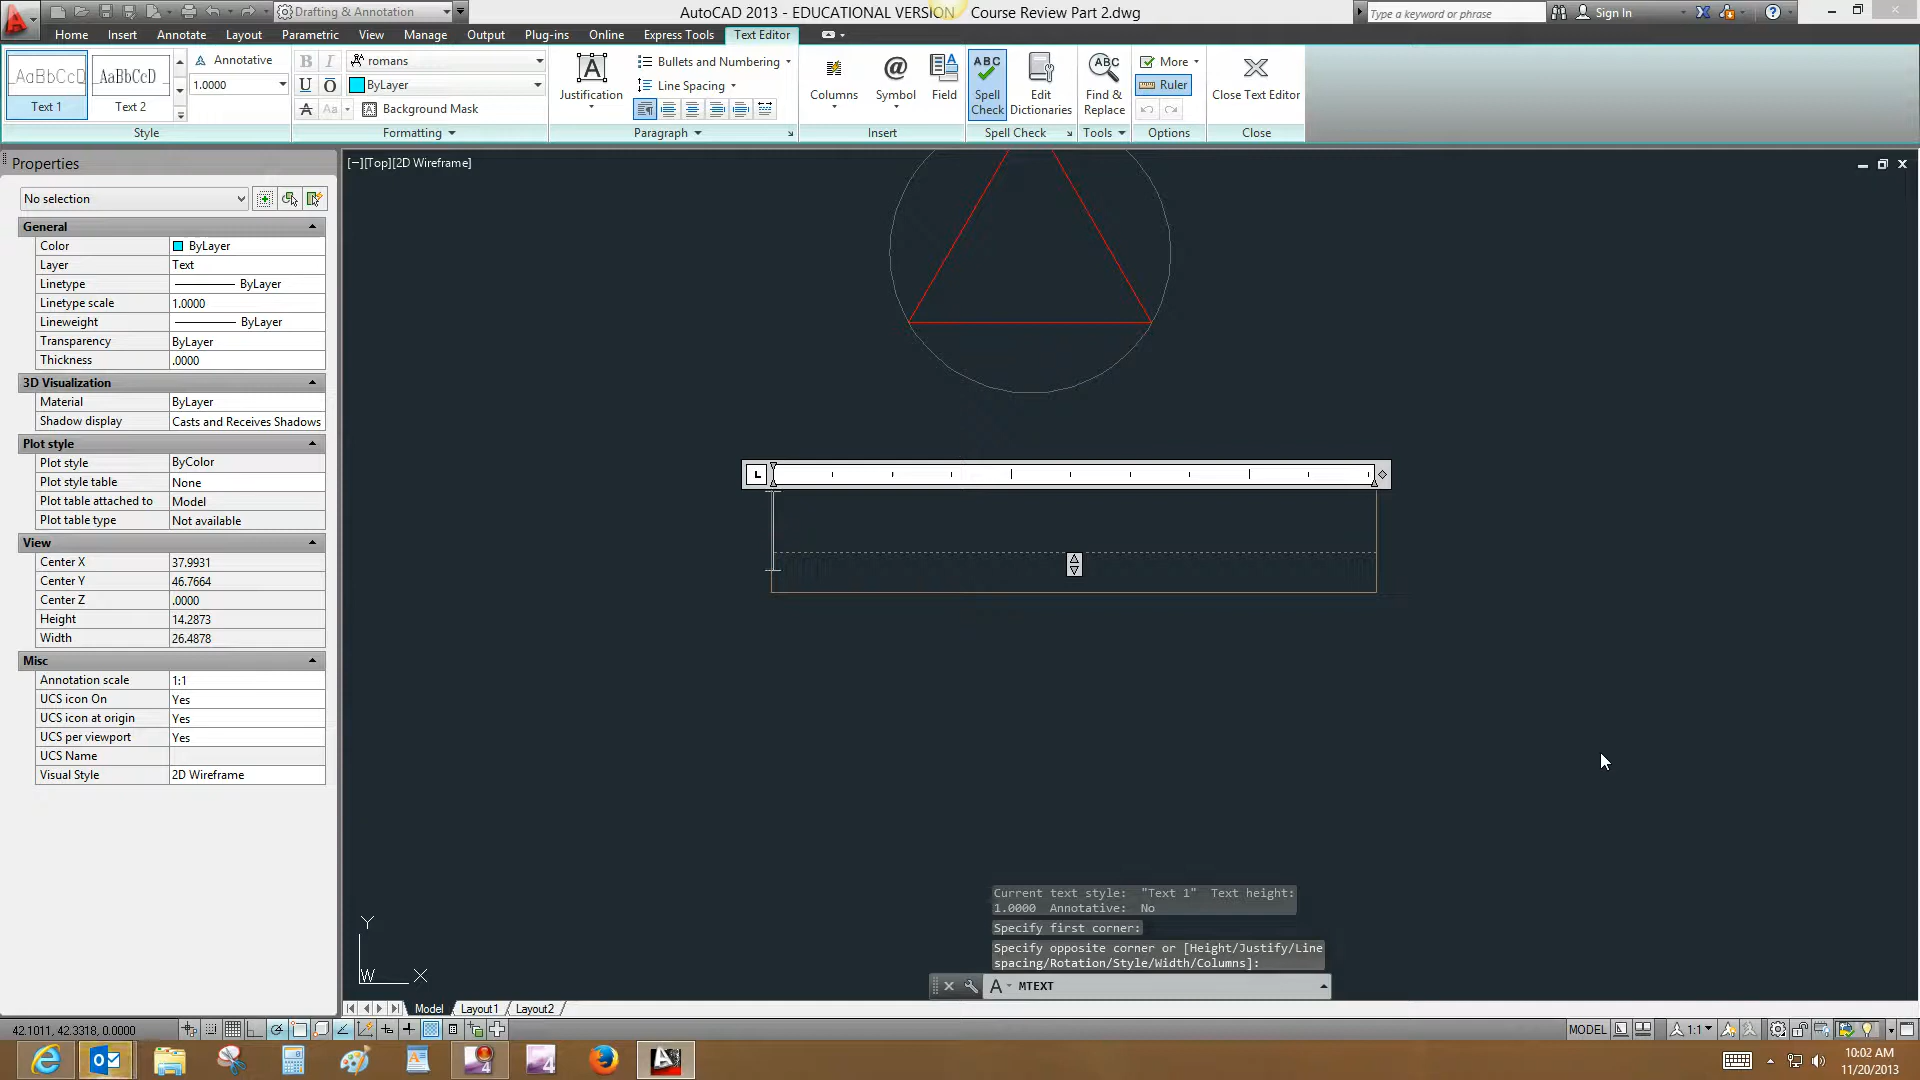 Drafting & Annotation
AutoCAD 2013 - EDUCATIONAL VERSION Course Review Part 2.dwg
Type a keyword or phrase
Sign In
Home Insert Annotate Layout Parametric View Manage Output Plug-ins Online Express Tools Text Editor
AaBbCcD AaBbCcD
Text 1 Text 2
Annotative
1.0000
Style
B I romans
U O ByLayer
A Aa Background Mask
Formatting
A
Justification
Bullets and Numbering
Line Spacing
Paragraph
Columns
@
Symbol
Field
Insert
ABC
Spell
Check
Edit
Dictionaries
Spell Check
ABC
Find &
Replace
Tools
More
Ruler
Options
Close Text Editor
Close
Properties
[−][Top][2D Wireframe]
No selection
General
Color ByLayer
Layer Text
Linetype ByLayer
Linetype scale 1.0000
Lineweight ByLayer
Transparency ByLayer
Thickness .0000
3D Visualization
Material ByLayer
Shadow display Casts and Receives Shadows
Plot style
Plot style ByColor
Plot style table None
Plot table attached to Model
Plot table type Not available
View
Center X 37.9931
Center Y 46.7664
Center Z .0000
Height 14.2873
Width 26.4878
Misc
Annotation scale 1:1
UCS icon On Yes
UCS icon at origin Yes
UCS per viewport Yes
UCS Name
Visual Style 2D Wireframe
Y
W X
Current text style: "Text 1" Text height:
1.0000 Annotative: No
Specify first corner:
Specify opposite corner or [Height/Justify/Line
spacing/Rotation/Style/Width/Columns]:
MTEXT
Model Layout1 Layout2
42.1011, 42.3318, 0.0000
MODEL
1:1
10:02 AM
11/20/2013